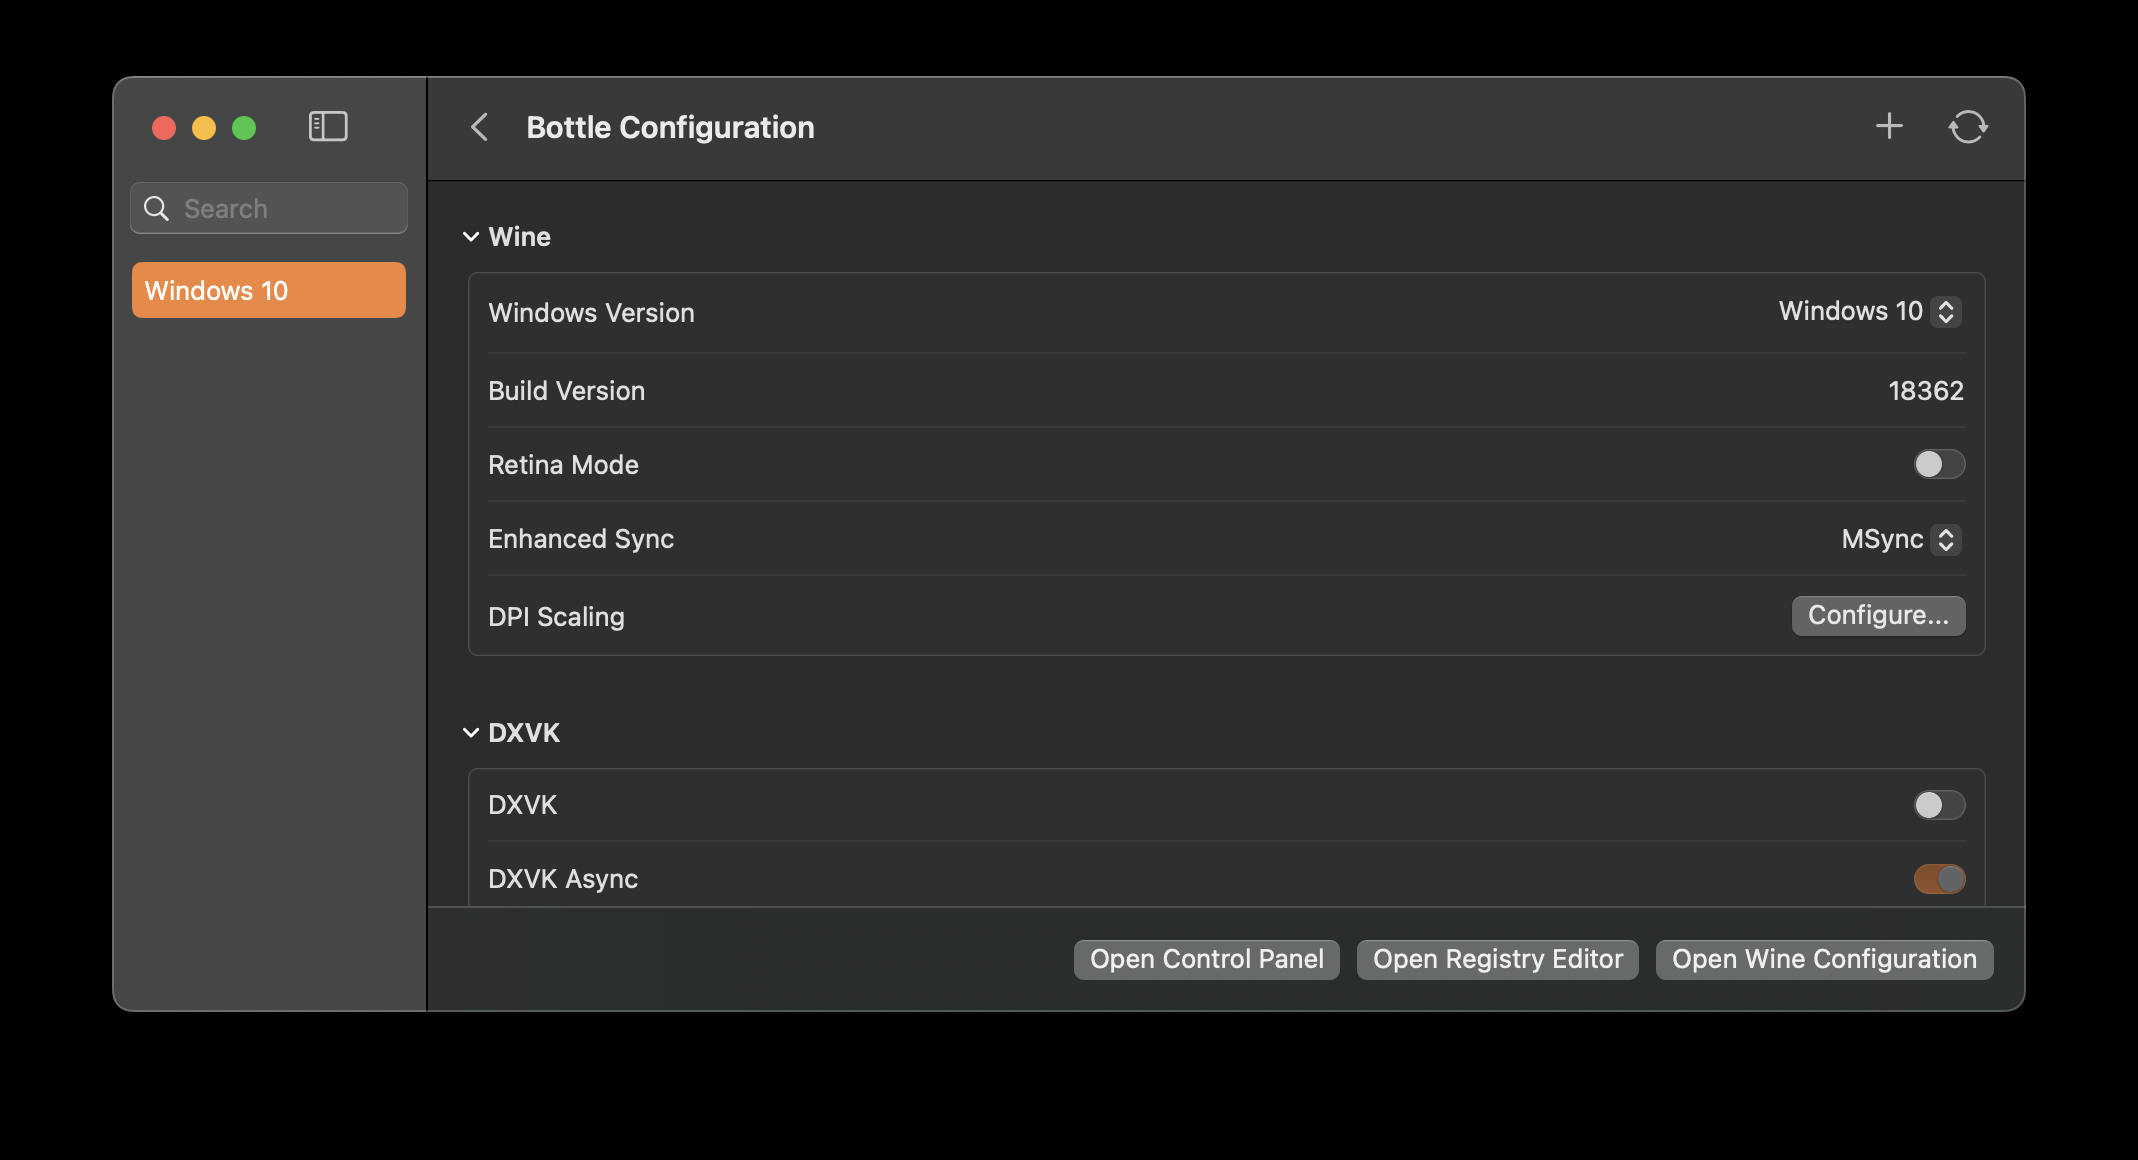 Bottle Configuration
Search
Windows 10
Wine
Windows Version Windows 10
Build Version 18362
Retina Mode
Enhanced Sync MSync
DPI Scaling Configure...
DXVK
DXVK
DXVK Async
Open Control Panel Open Registry Editor Open Wine Configuration